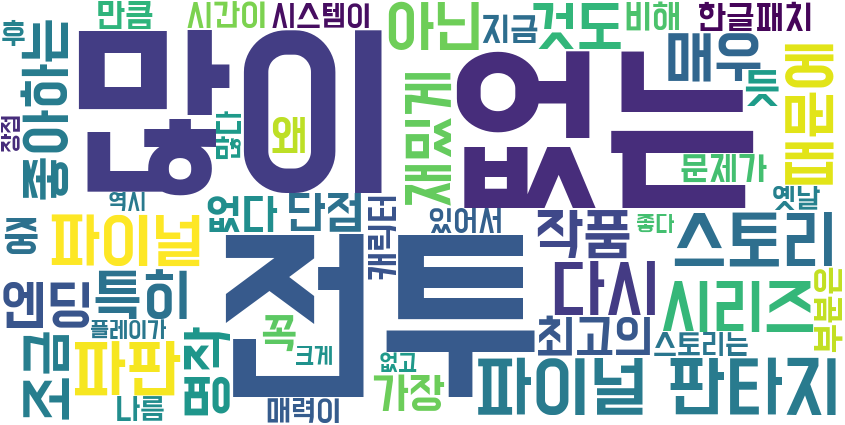 후
만큼
시간이
시스템이
아닌
지금
것도
비해
한글패치
좋아하는
많이
없는
매우
듯
때문에
장점
많다
왜
재밌게
문제가
역시
옛날
중
파이널
없다
단점
캐릭터
있어서
작품
좋다
스토리
엔딩
특히
전투
다시
시리즈
부분은
조금
플레이가
파판
명작
꼭
크게
최고의
스토리는
없고
나름
매력이
가장
파이널
판타지